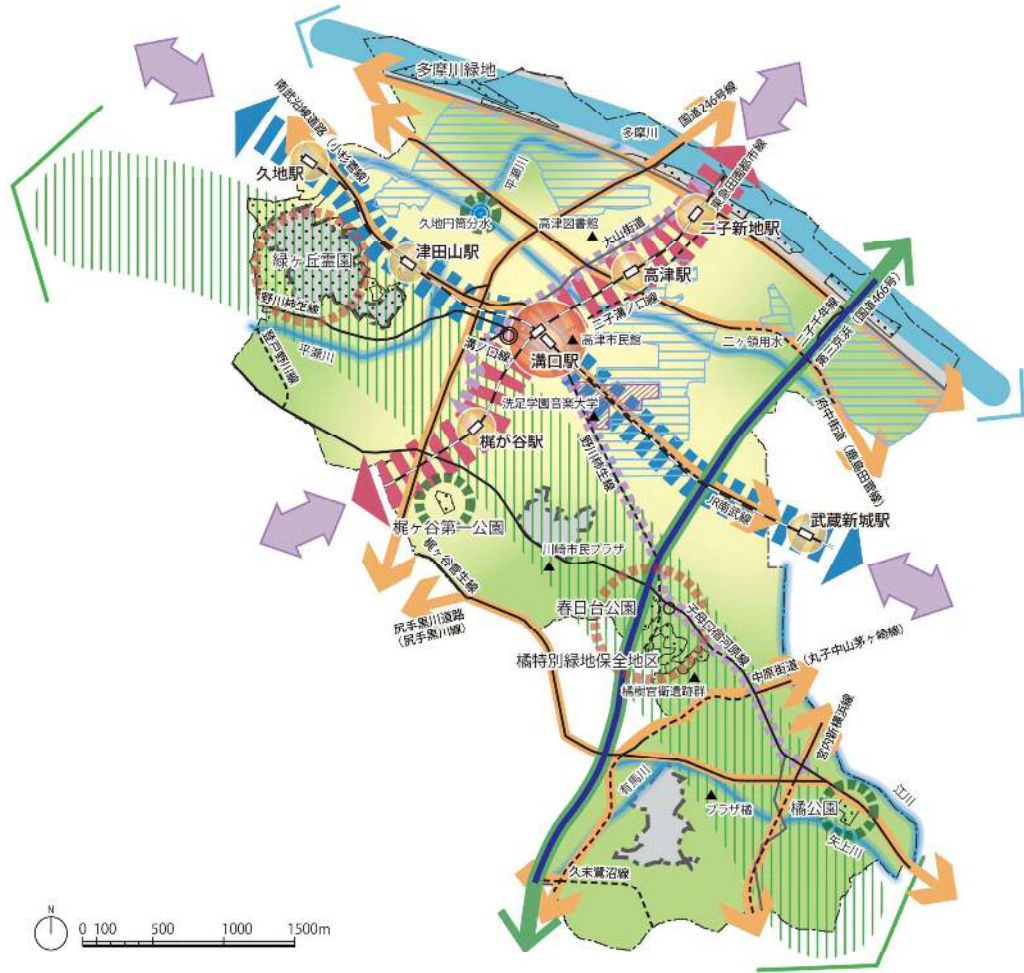 多摩川緑地
国道246号線
南武沿線道路（小杉菅線）
多摩川
東急田園都市線
久地駅
平瀬川
久地円筒分水
高津図書館
大山街道
二子新地駅
津田山駅
高津駅
緑ヶ丘霊園
野川柿生線
二子溝ノ口線
二子千年線
第三京浜（国道466号）
溝ノ口線
高津市民館
二ヶ領用水
平瀬川
溝口駅
府中街道（鹿島田菅線）
洗足学園音楽大学
梶が谷駅
野川柿生線
JR南武線
武蔵新城駅
梶ヶ谷第一公園
川崎市民プラザ
梶ヶ谷菅生線
春日台公園
尻手黒川道路
（尻手黒川線）
子母口宿河原線
橘特別緑地保全地区
中原街道（丸子中山茅ヶ崎線）
橘樹官衙遺跡群
宮内新横浜線
有馬川
江川
プラザ橘
橘公園
矢上川
久末鷺沼線
N
0 100 500 1000 1500m